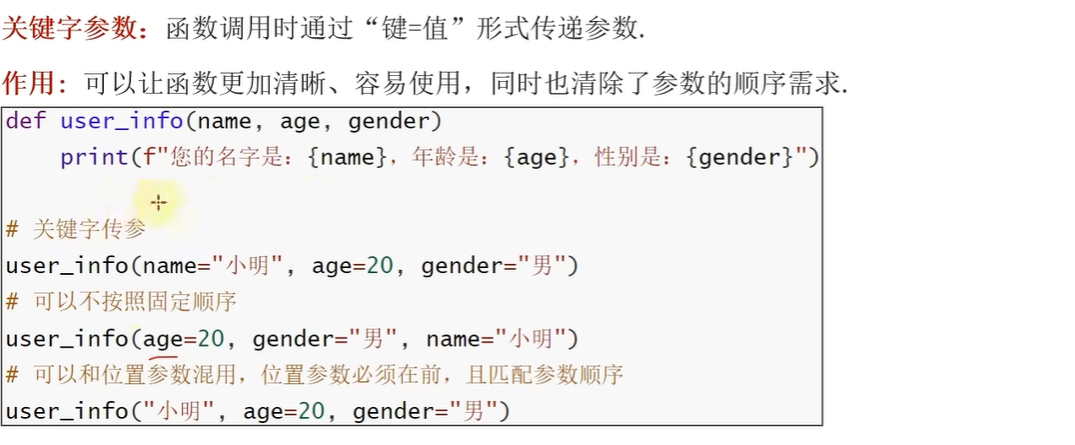 关键字参数：函数调用时通过“键=值”形式传递参数.
作用：可以让函数更加清晰、容易使用，同时也清除了参数的顺序需求.
def user_info(name, age, gender)
    print(f"您的名字是：{name}，年龄是：{age}，性别是：{gender}")
# 关键字传参
user_info(name="小明", age=20, gender="男")
# 可以不按照固定顺序
user_info(age=20, gender="男", name="小明")
# 可以和位置参数混用，位置参数必须在前，且匹配参数顺序
user_info("小明", age=20, gender="男")